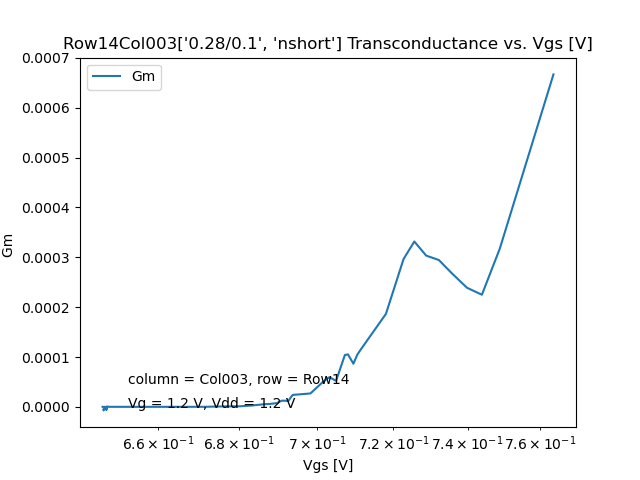 Row14Col003['0.28/0.1', 'nshort'] Transconductance vs. Vgs [V]
Gm
0.0007
0.0006
0.0005
0.0004
0.0003
0.0002
0.0001
0.0000
Gm
column = Col003, row = Row14
Vg = 1.2 V, Vdd = 1.2 V
6.6 × 10⁻¹ 6.8 × 10⁻¹ 7 × 10⁻¹ 7.2 × 10⁻¹ 7.4 × 10⁻¹ 7.6 × 10⁻¹
Vgs [V]